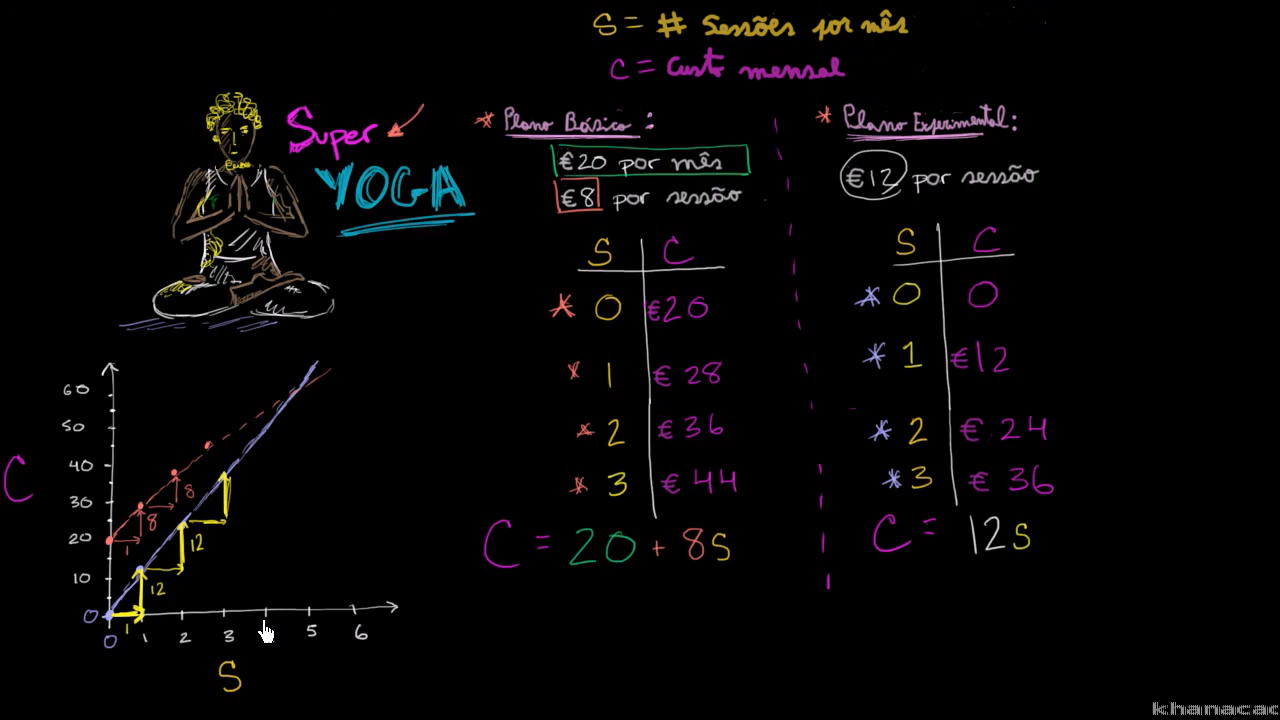 S = # Sessões por mês
C = Custo mensal
Super
YOGA
* Plano Básico:
€20 por mês
€8 por sessão
S C
* 0 €20
* 1 €28
* 2 €36
* 3 €44
C = 20 + 8S
* Plano Experimental:
€12 por sessão
S C
* 0 0
* 1 €12
* 2 €.24
* 3 €36
C = 12S
60
50
40
30
20
10
0
C
8
8
1
12
12
1
0 1 2 3 5 6
S
khanacac